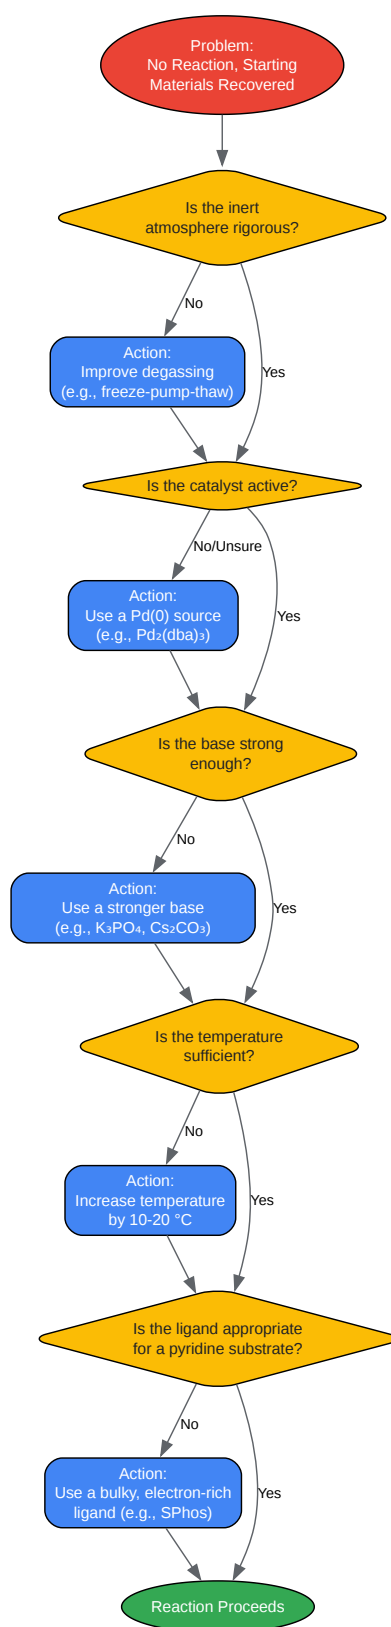 Problem:
No Reaction, Starting
Materials Recovered
Is the inert
atmosphere rigorous?
No
Action:
Improve degassing
(e.g., freeze-pump-thaw)
Yes
Is the catalyst active?
No/Unsure
Action:
Use a Pd(0) source
(e.g., Pd₂(dba)₃)
Yes
Is the base strong
enough?
No
Action:
Use a stronger base
(e.g., K₃PO₄, Cs₂CO₃)
Yes
Is the temperature
sufficient?
No
Action:
Increase temperature
by 10-20 °C
Yes
Is the ligand appropriate
for a pyridine substrate?
No
Action:
Use a bulky, electron-rich
ligand (e.g., SPhos)
Yes
Reaction Proceeds